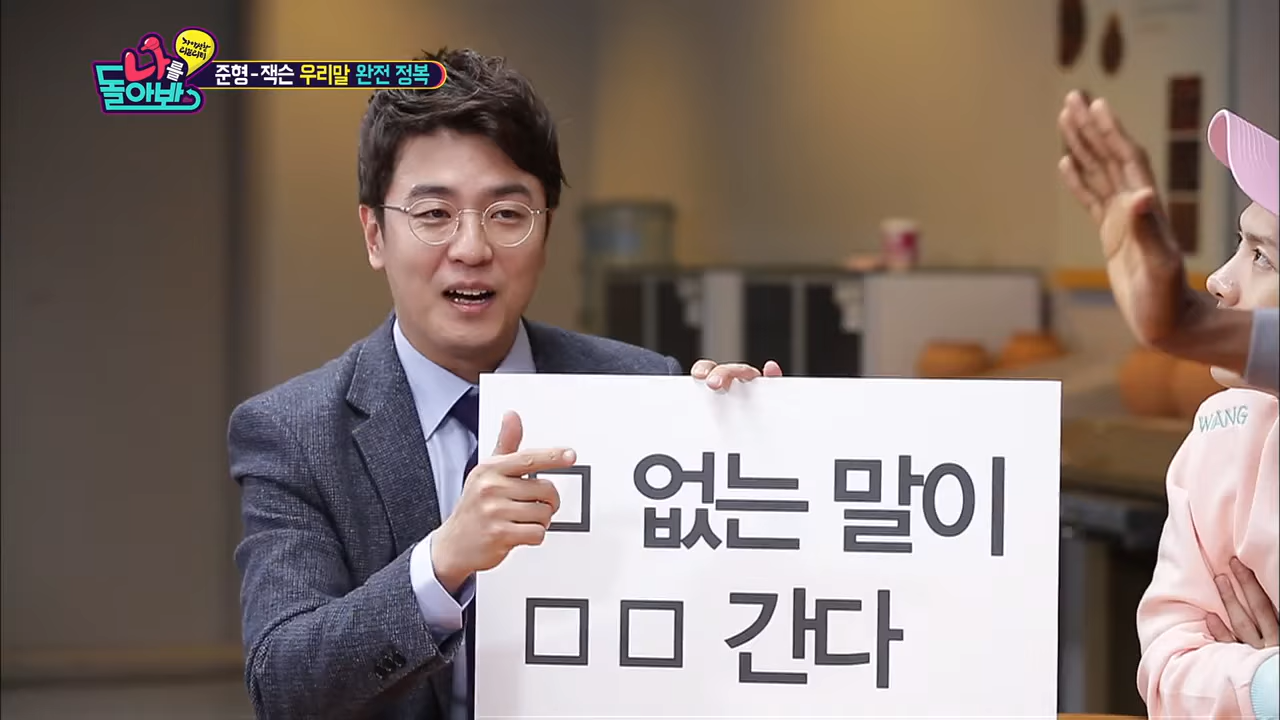 나를
돌아봐
준형-잭슨 우리말 완전 정복
□ 없는 말이
□ □ 간다
WANG